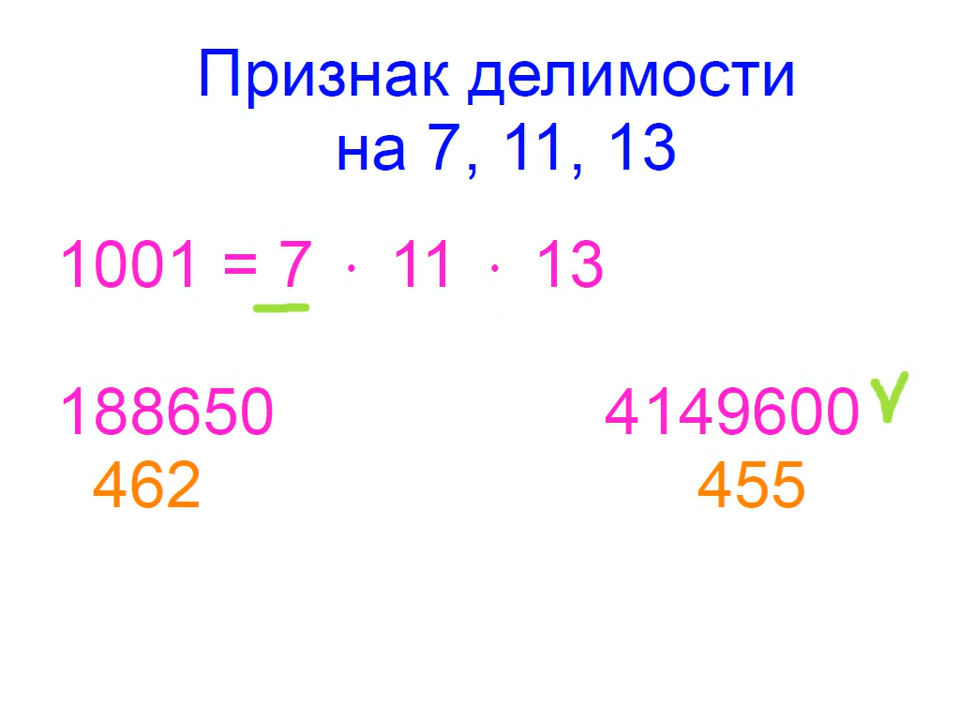 Признак делимости
на 7, 11, 13
1001 = 7 · 11 · 13
188650 4149600
462 455